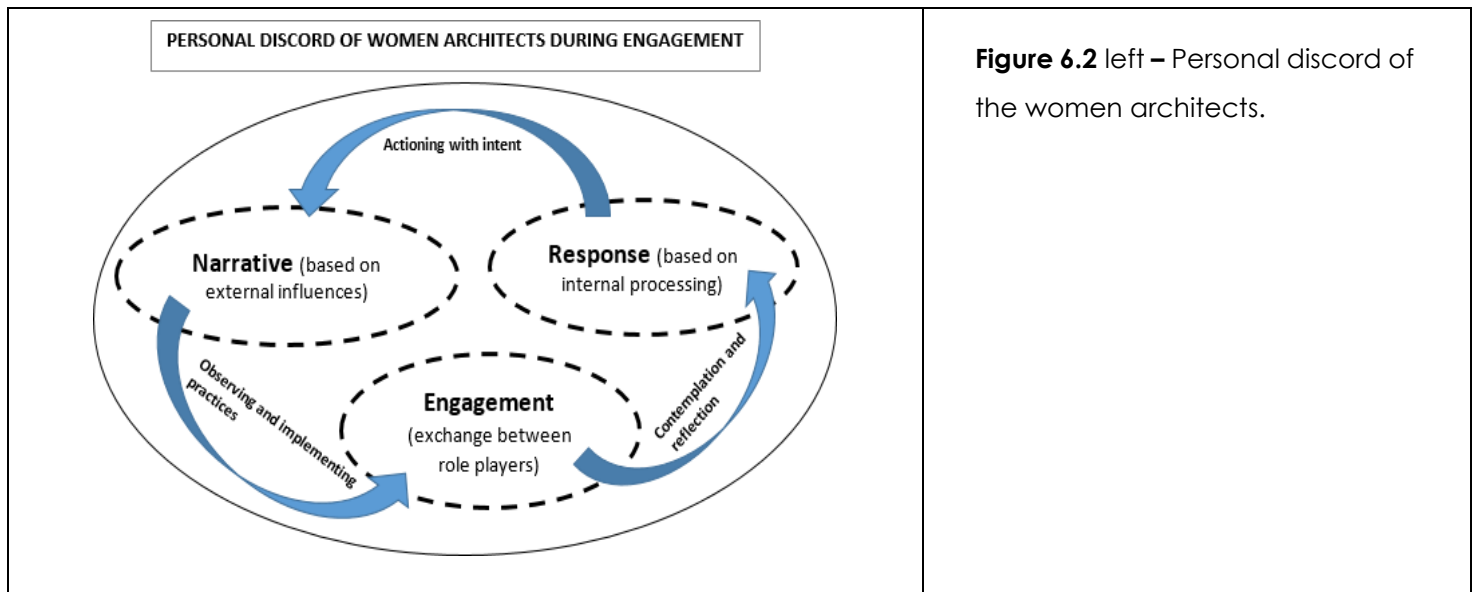 PERSONAL DISCORD OF WOMEN ARCHITECTS DURING ENGAGEMENT
Actioning with intent
Narrative (based on
external influences)
Response (based on
internal processing)
Observing and implementing
practices
Engagement
(exchange between
role players)
Contemplation and
reflection
Figure 6.2 left – Personal discord of
the women architects.